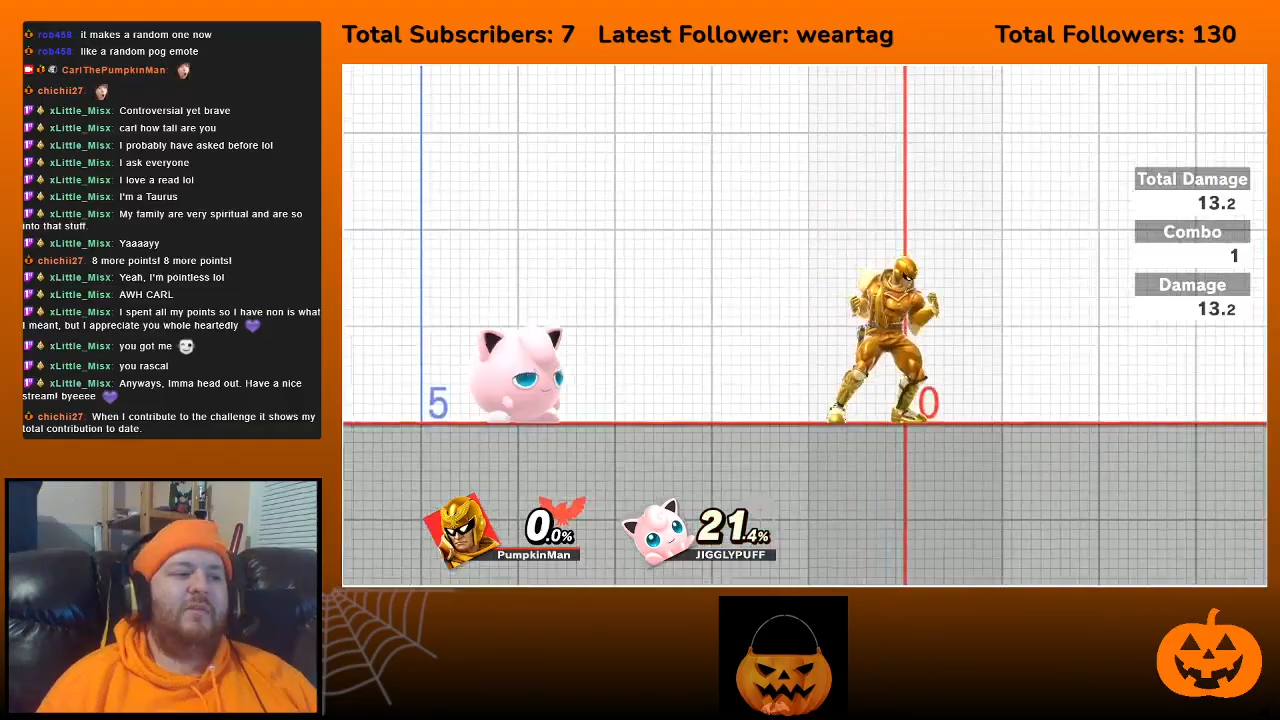 Total Subscribers: 7 Latest Follower: weartag Total Followers: 130
rob458: it makes a random one now
rob458: like a random pog emote
CarlThePumpkinMan:
chichii27:
xLittle_Misx: Controversial yet brave
xLittle_Misx: carl how tall are you
xLittle_Misx: I probably have asked before lol
xLittle_Misx: I ask everyone
xLittle_Misx: I love a read lol
xLittle_Misx: I'm a Taurus
xLittle_Misx: My family are very spiritual and are so
into that stuff.
xLittle_Misx: Yaaaayy
chichii27: 8 more points! 8 more points!
xLittle_Misx: Yeah, I'm pointless lol
xLittle_Misx: AWH CARL
xLittle_Misx: I spent all my points so I have non is what
I meant, but I appreciate you whole heartedly
xLittle_Misx: you got me
xLittle_Misx: you rascal
xLittle_Misx: Anyways, Imma head out. Have a nice
stream! byeeee
chichii27: When I contribute to the challenge it shows my
total contribution to date.
Total Damage
13.2
Combo
1
Damage
13.2
5
0
0.0%
PumpkinMan
21.4%
JIGGLYPUFF